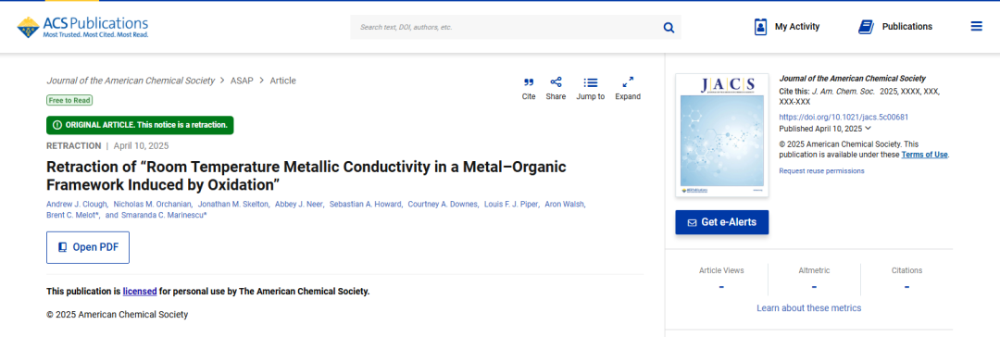 ACS Publications
Most Trusted. Most Cited. Most Read.
Search text, DOI, authors, etc.
My Activity
Publications
Journal of the American Chemical Society > ASAP > Article
Free to Read
ORIGINAL ARTICLE. This notice is a retraction.
RETRACTION | April 10, 2025
Cite
Share
Jump to
Expand
Retraction of “Room Temperature Metallic Conductivity in a Metal–Organic
Framework Induced by Oxidation”
Andrew J. Clough, Nicholas M. Orchanian, Jonathan M. Skelton, Abbey J. Neer, Sebastian A. Howard, Courtney A. Downes, Louis F. J. Piper, Aron Walsh,
Brent C. Melot*, and Smaranda C. Marinescu*
Open PDF
This publication is licensed for personal use by The American Chemical Society.
© 2025 American Chemical Society
JACS
Journal of the American Chemical Society
Cite this: J. Am. Chem. Soc. 2025, XXXX, XXX,
XXX-XXX
https://doi.org/10.1021/jacs.5c00681
Published April 10, 2025
© 2025 American Chemical Society. This
publication is available under these Terms of Use.
Request reuse permissions
Get e-Alerts
Article Views
-
Altmetric
-
Citations
-
Learn about these metrics